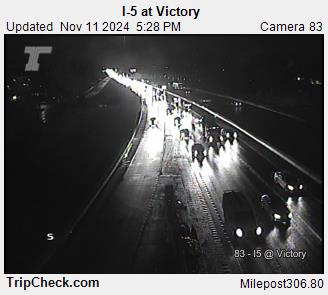 I-5 at Victory
Updated Nov 11 2024 5:28 PM Camera 83
T
S
83 - I5 @ Victory
TripCheck.com Milepost306.80